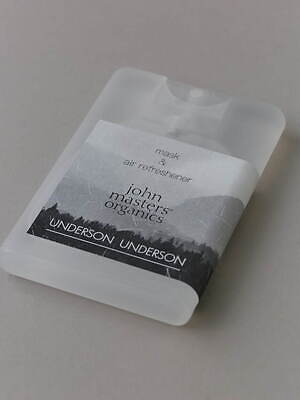 mask
&
air refreshener
john
masters®
organics
UNDERSON UNDERSON